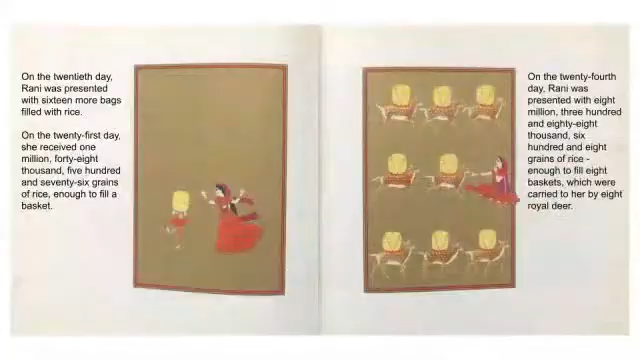 On the twentieth day,
Rani was presented
with sixteen more bags
filled with rice.
On the twenty-first day,
she received one
million, forty-eight
thousand, five hundred
and seventy-six grains
of rice, enough to fill a
basket.
On the twenty-fourth
day, Rani was
presented with eight
million, three hundred
and eighty-eight
thousand, six
hundred and eight
grains of rice -
enough to fill eight
baskets, which were
carried to her by eight
royal deer.